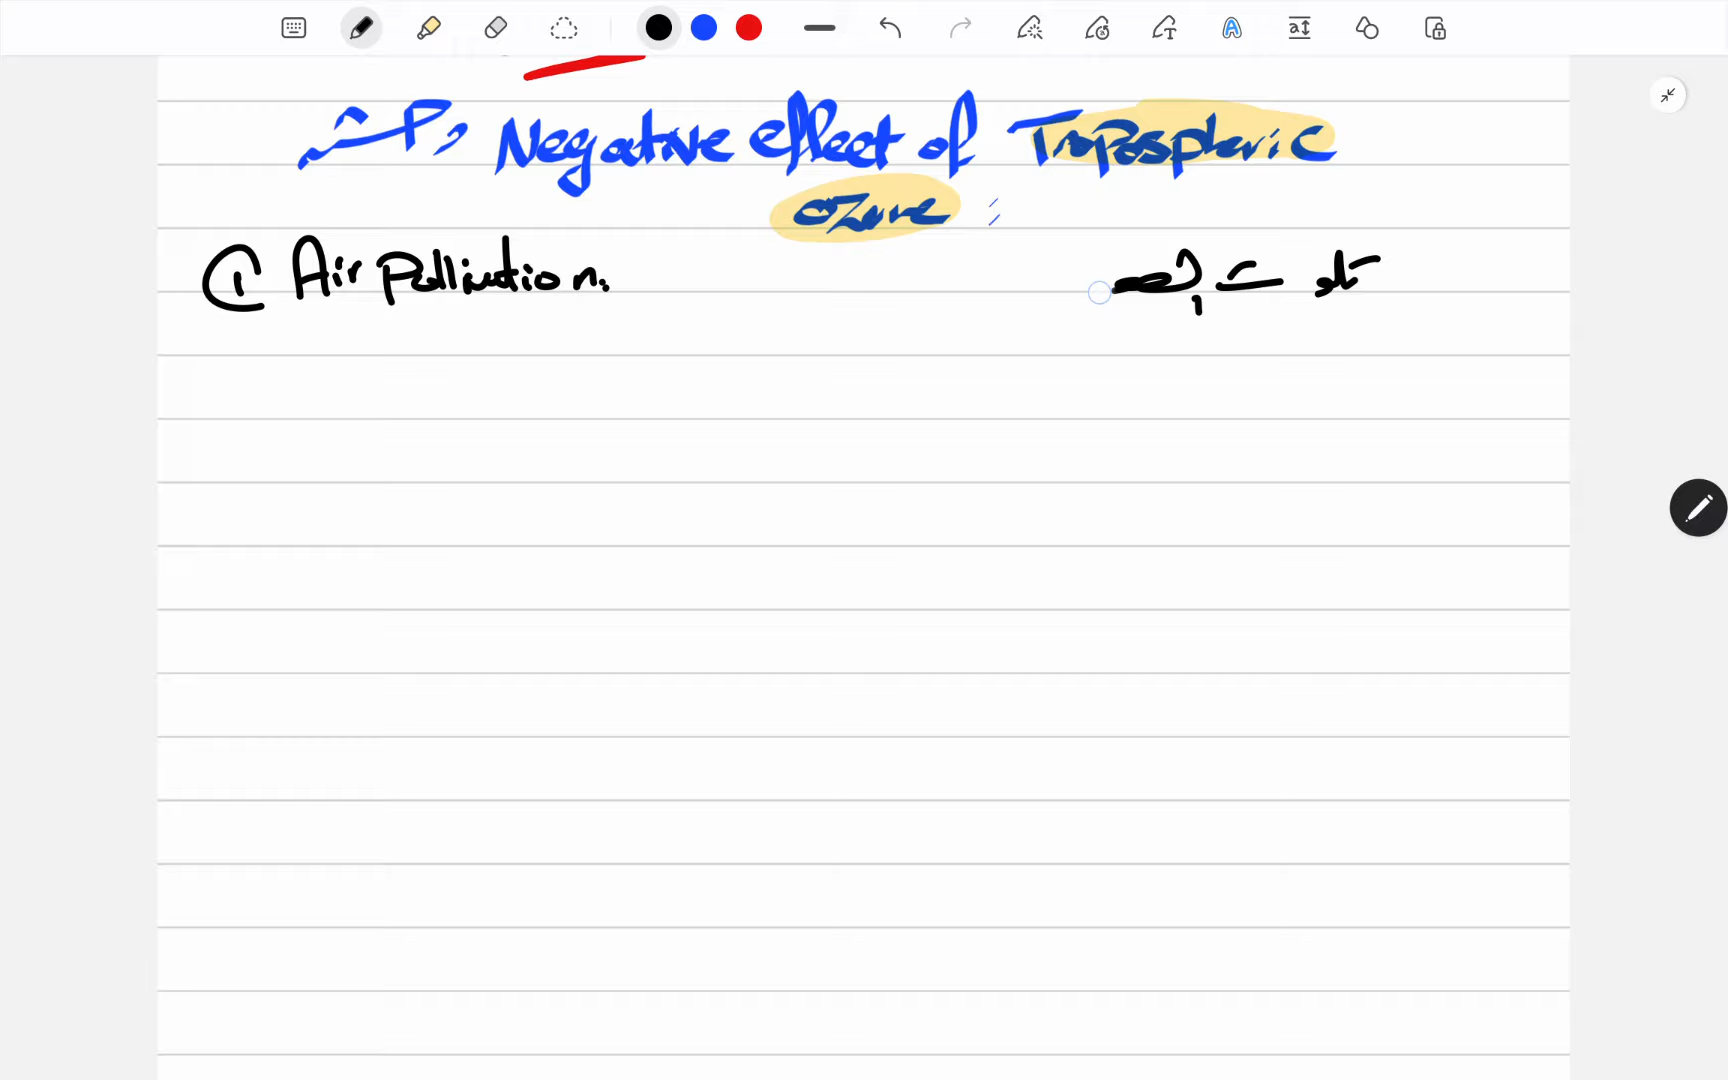 Negative effect of Tropospheric
ozone :
① Air Pollution.